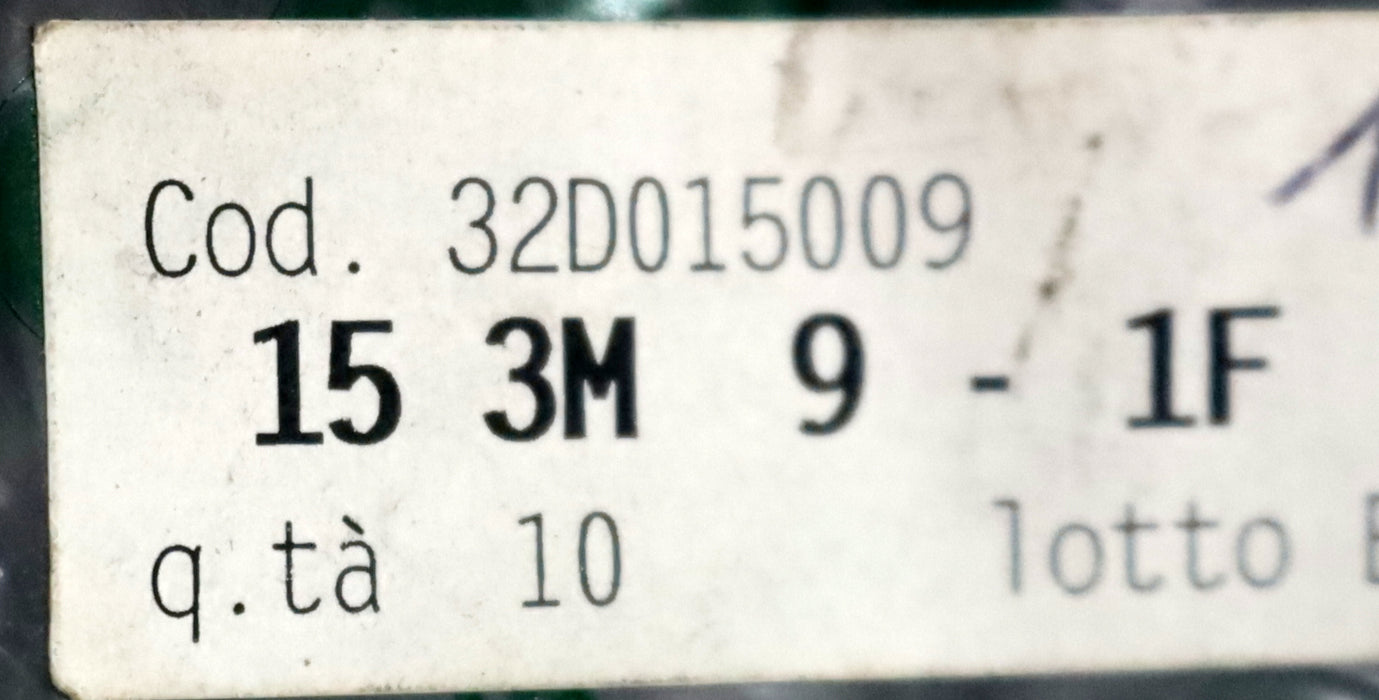 Cod. 32D015009
15 3M 9 - 1F
q.tà 10 lotto